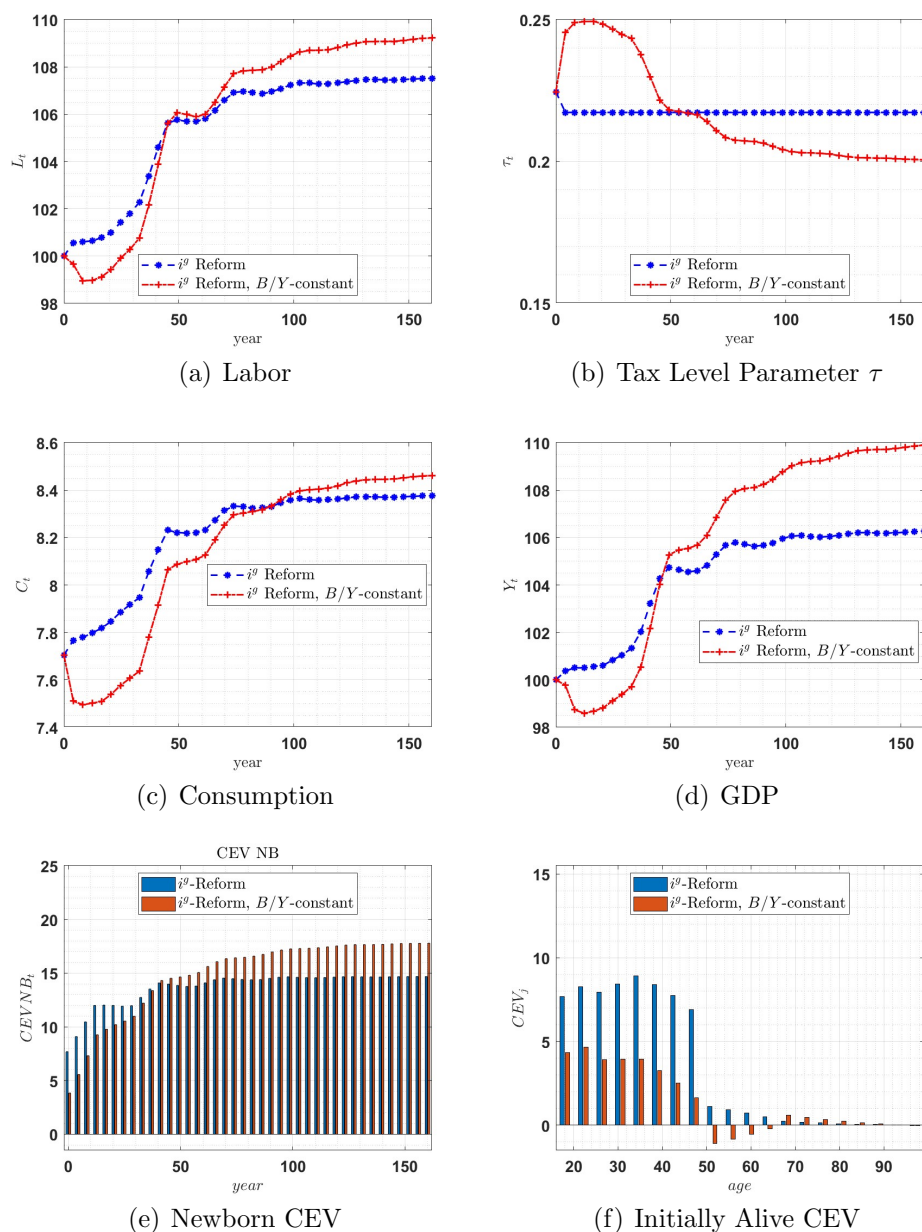 110
108
106
104
102
100
98
L_t
0 50 100 150
year
i^g Reform
i^g Reform, B/Y-constant
(a) Labor
0.25
0.2
0.15
τ_t
0 50 100 150
year
i^g Reform
i^g Reform, B/Y-constant
(b) Tax Level Parameter τ
8.6
8.4
8.2
8
7.8
7.6
7.4
C_t
0 50 100 150
year
i^g Reform
i^g Reform, B/Y-constant
(c) Consumption
110
108
106
104
102
100
98
Y_t
0 50 100 150
year
i^g Reform
i^g Reform, B/Y-constant
(d) GDP
CEV NB
25
20
15
10
5
0
CEVNB_t
0 50 100 150
year
i^g-Reform
i^g-Reform, B/Y-constant
(e) Newborn CEV
15
10
5
0
CEV_j
20 30 40 50 60 70 80 90
age
i^g-Reform
i^g-Reform, B/Y-constant
(f) Initially Alive CEV